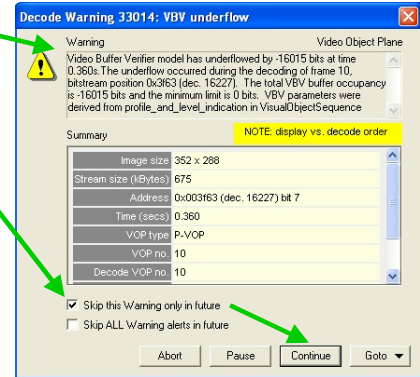 Decode Warning 33014: VBV underflow
Warning Video Object Plane
Video Buffer Verifier model has underflowed by -16015 bits at time
0.360s.The underflow occurred during the decoding of frame 10,
bitstream position 0x3f63 (dec. 16227). The total VBV buffer occupancy
is -16015 bits and the minimum limit is 0 bits. VBV parameters were
derived from profile_and_level_indication in VisualObjectSequence
Summary NOTE: display vs. decode order
Image size 352 x 288
Stream size (kBytes) 675
Address 0x003f63 (dec. 16227) bit 7
Time (secs) 0.360
VOP type P-VOP
VOP no. 10
Decode VOP no. 10
Skip this Warning only in future
Skip ALL Warning alerts in future
Abort Pause Continue Goto